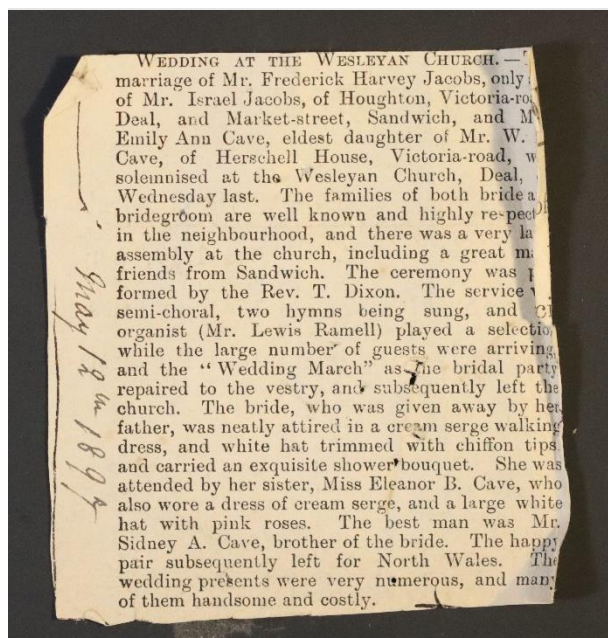 WEDDING AT THE WESLEYAN CHURCH.—
marriage of Mr. Frederick Harvey Jacobs, only
of Mr. Israel Jacobs, of Houghton,
Deal, and Market-street, Sandwich, and
Emily Ann Cave, eldest daughter of Mr. W.
Cave, of Herschell House, Victoria-road,
solemnised at the Wesleyan Church, Deal,
Wednesday last. The families of both bride
bridegroom are well known and highly
in the neighbourhood, and there was a very
assembly at the church, including a great
friends from Sandwich. The ceremony was
formed by the Rev. T. Dixon. The service
semi-choral, two hymns being sung, and
organist (Mr. Lewis Ramell) played a
while the large number of guests were arriving,
and the "Wedding March" as the bridal party
repaired to the vestry, and subsequently left the
church. The bride, who was given away by her
father, was neatly attired in a cream serge walking
dress, and white hat trimmed with chiffon tips
and carried an exquisite shower bouquet. She was
attended by her sister, Miss Eleanor B. Cave, who
also wore a dress of cream serge, and a large white
hat with pink roses. The best man was Mr.
Sidney A. Cave, brother of the bride. The happy
pair subsequently left for North Wales. The
wedding presents were very numerous, and many
of them handsome and costly.
May 12th 1897